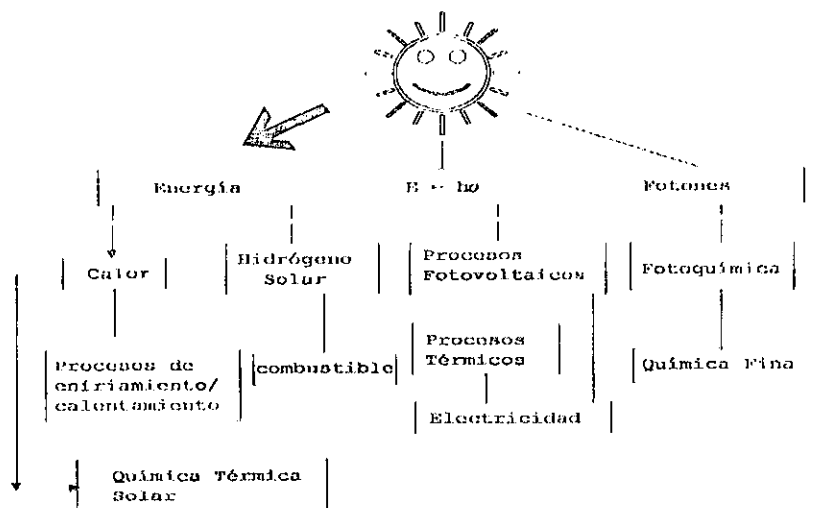 Energía
E = hø
Fotones
Calor
Hidrógeno
Solar
Procesos
Fotovoltaicos
Fotoquímica
Procesos de
enfriamiento/
calentamiento
combustible
Procesos
Térmicos
Química Fina
Electricidad
Química Térmica
Solar